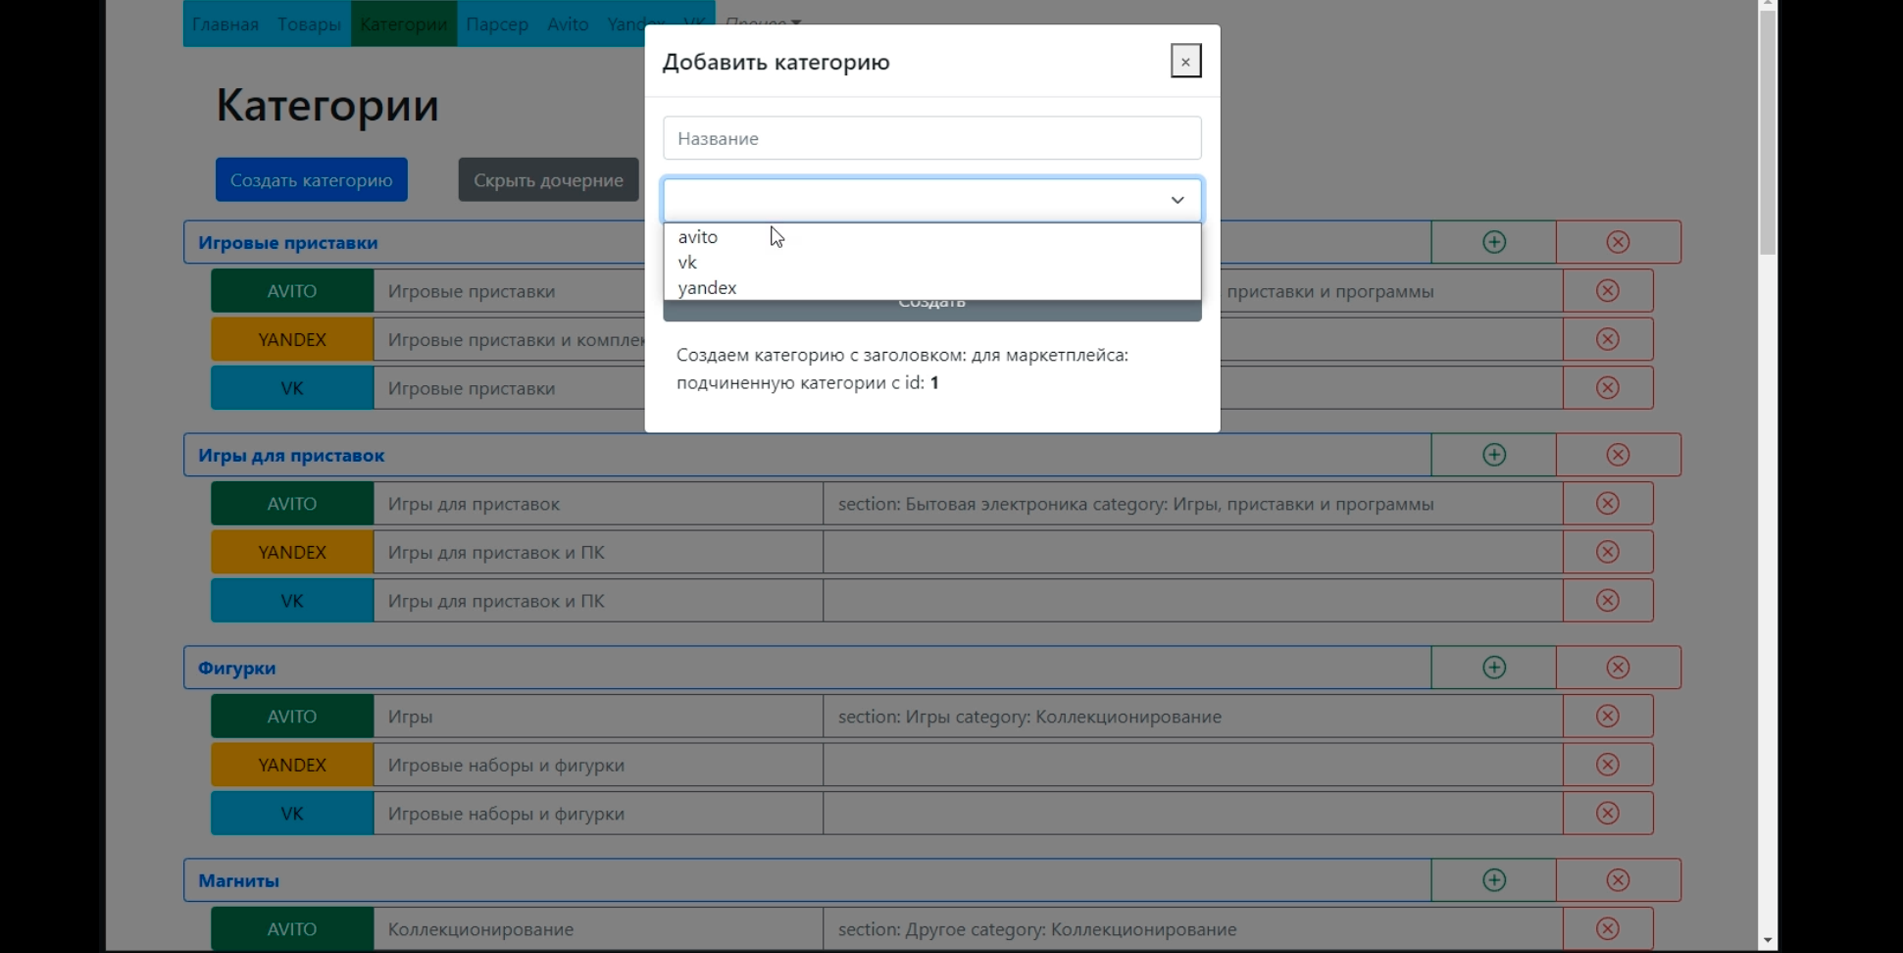 Главная Товары Категории Парсер Avito Yandex VK Прочее
Добавить категорию
×
Категории
Название
Создать категорию
Скрыть дочерние
avito
vk
yandex
Создать
Создаем категорию с заголовком: для маркетплейса:
подчиненную категории с id: 1
Игровые приставки
AVITO Игровые приставки приставки и программы
YANDEX Игровые приставки и
VK Игровые приставки
Игры для приставок
AVITO Игры для приставок section: Бытовая электроника category: Игры, приставки и программы
YANDEX Игры для приставок и ПК
VK Игры для приставок и ПК
Фигурки
AVITO Игры section: Игры category: Коллекционирование
YANDEX Игровые наборы и фигурки
VK Игровые наборы и фигурки
Магниты
AVITO Коллекционирование section: Другое category: Коллекционирование